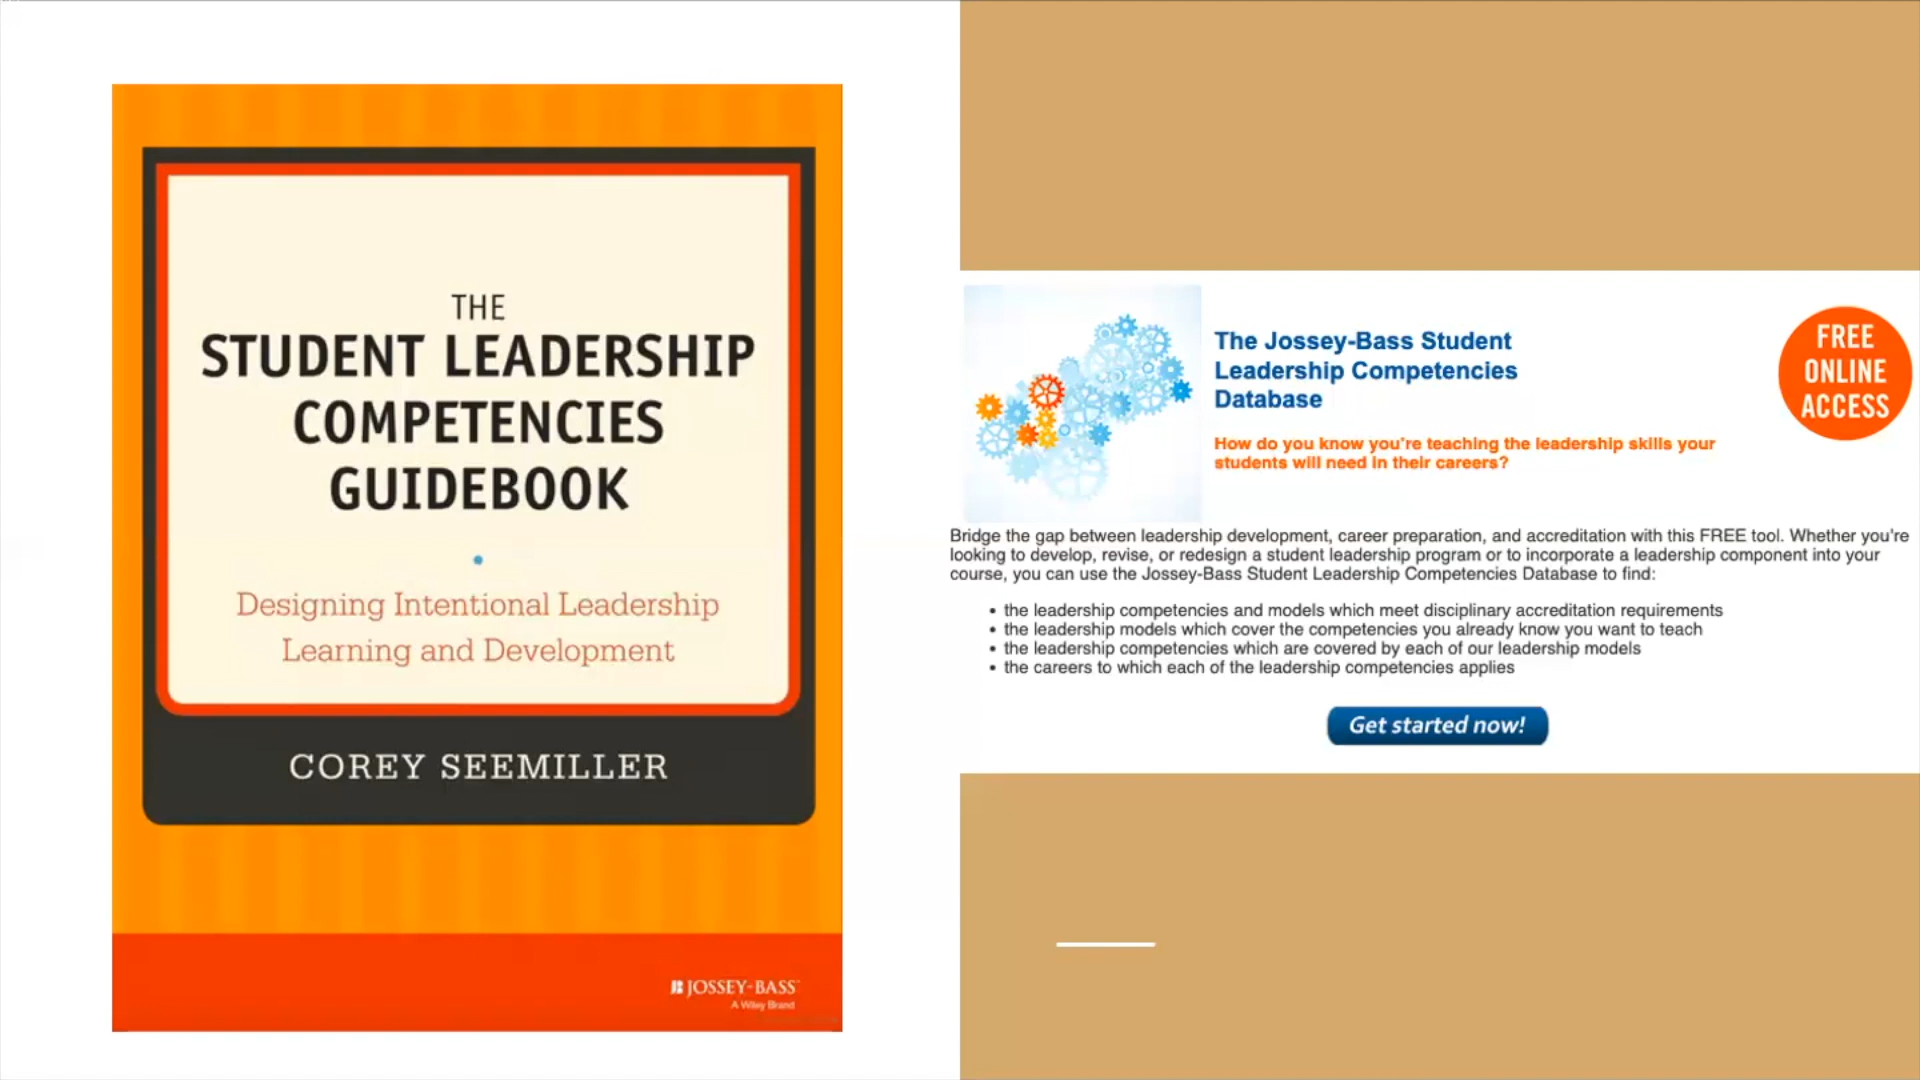 THE
STUDENT LEADERSHIP
COMPETENCIES
GUIDEBOOK
Designing Intentional Leadership
Learning and Development
COREY SEEMILLER
JOSSEY-BASS
A Wiley Brand
The Jossey-Bass Student
Leadership Competencies
Database
How do you know you're teaching the leadership skills your
students will need in their careers?
FREE
ONLINE
ACCESS
Bridge the gap between leadership development, career preparation, and accreditation with this FREE tool. Whether you're
looking to develop, revise, or redesign a student leadership program or to incorporate a leadership component into your
course, you can use the Jossey-Bass Student Leadership Competencies Database to find:
• the leadership competencies and models which meet disciplinary accreditation requirements
• the leadership models which cover the competencies you already know you want to teach
• the leadership competencies which are covered by each of our leadership models
• the careers to which each of the leadership competencies applies
Get started now!